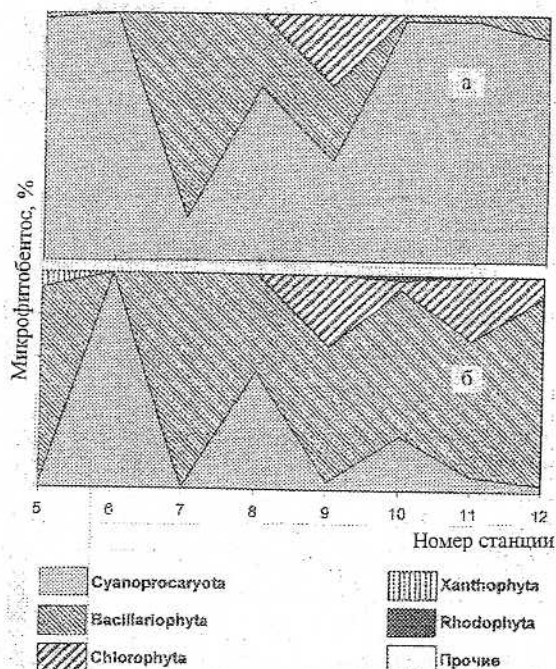 а
Микрофитобентос, %
б
5 6 7 8 9 10 11 12
Номер станции
Cyanoprocaryota
Bacillariophyta
Chlorophyta
Xanthophyta
Rhodophyta
Прочие